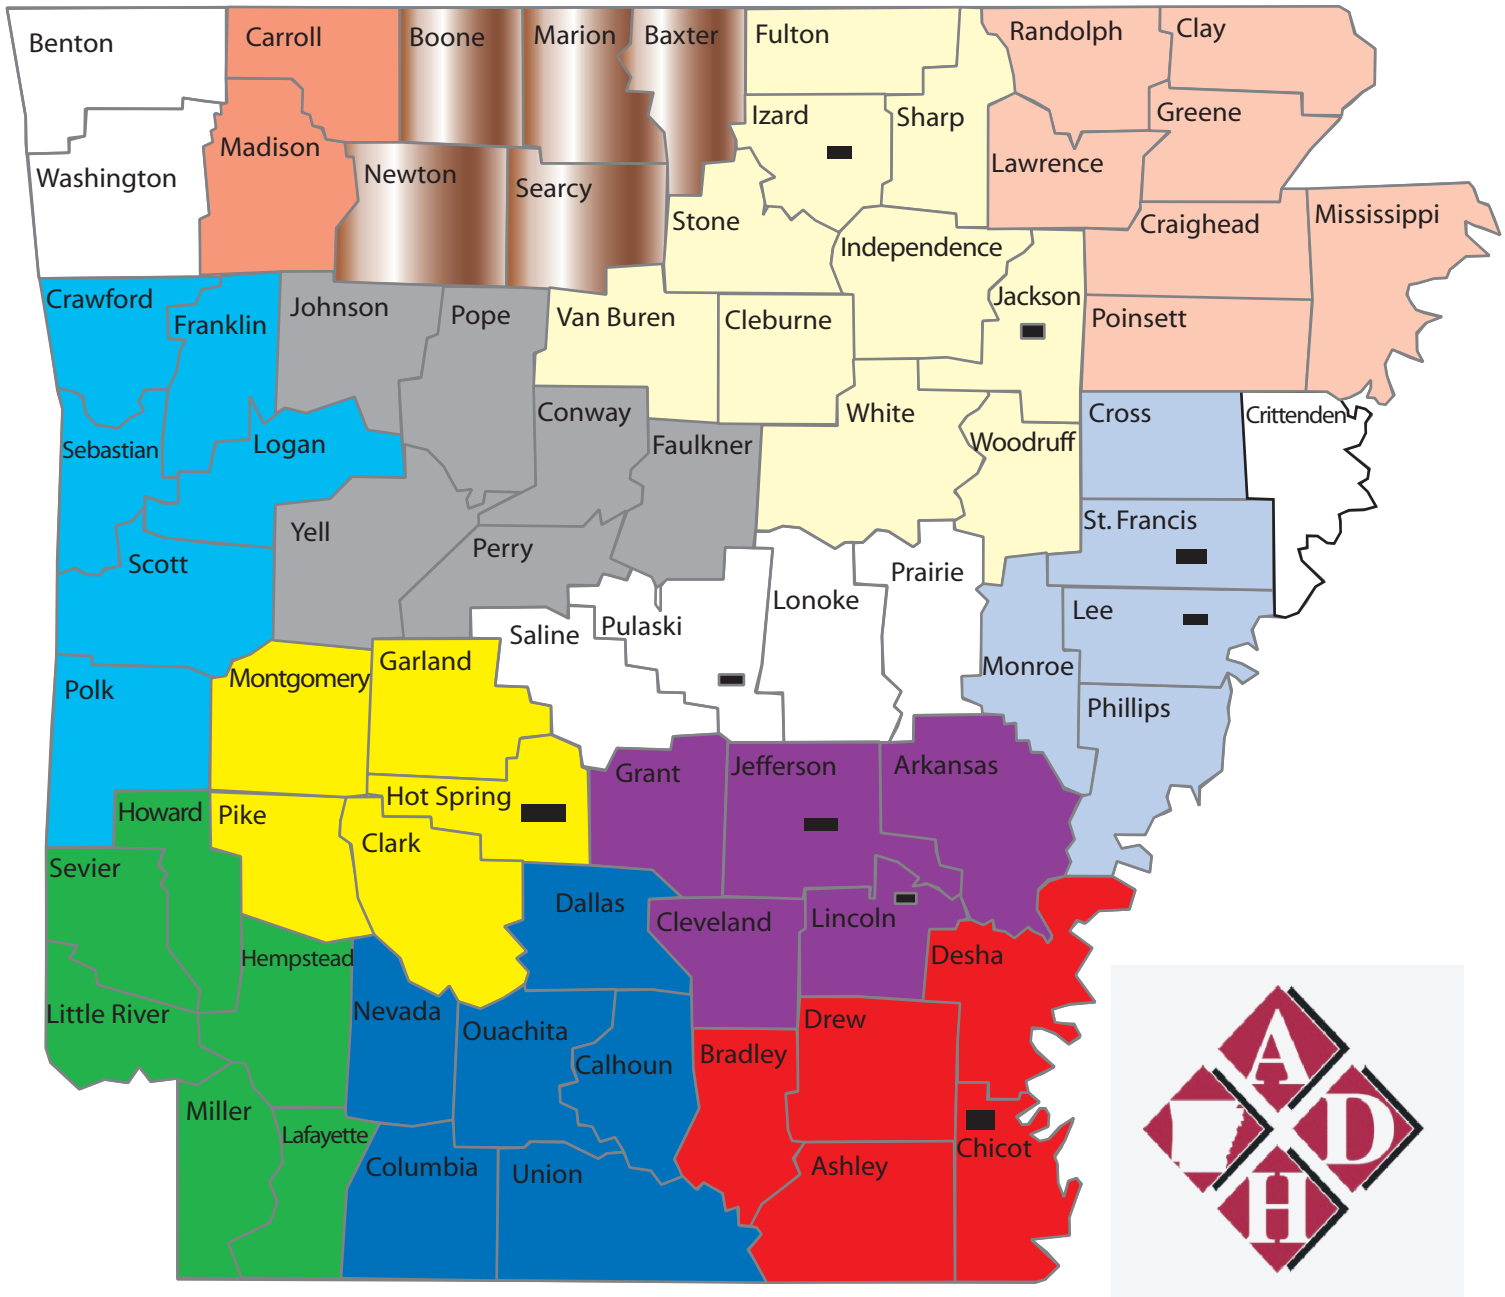 Benton
Carroll
Boone
Marion
Baxter
Fulton
Randolph
Clay
Izard
Sharp
Greene
Madison
Washington
Newton
Searcy
Lawrence
Stone
Independence
Craighead
Mississippi
Crawford
Franklin
Johnson
Pope
Van Buren
Cleburne
Jackson
Poinsett
Sebastian
Logan
Conway
Faulkner
White
Woodruff
Cross
Crittenden
Scott
Yell
Perry
St. Francis
Prairie
Lonoke
Pulaski
Saline
Lee
Monroe
Polk
Montgomery
Garland
Phillips
Grant
Jefferson
Arkansas
Howard
Pike
Hot Spring
Clark
Sevier
Dallas
Cleveland
Lincoln
Desha
Hempstead
Little River
Nevada
Ouachita
Calhoun
Bradley
Drew
Miller
Lafayette
Columbia
Union
Ashley
Chicot
A
D
H